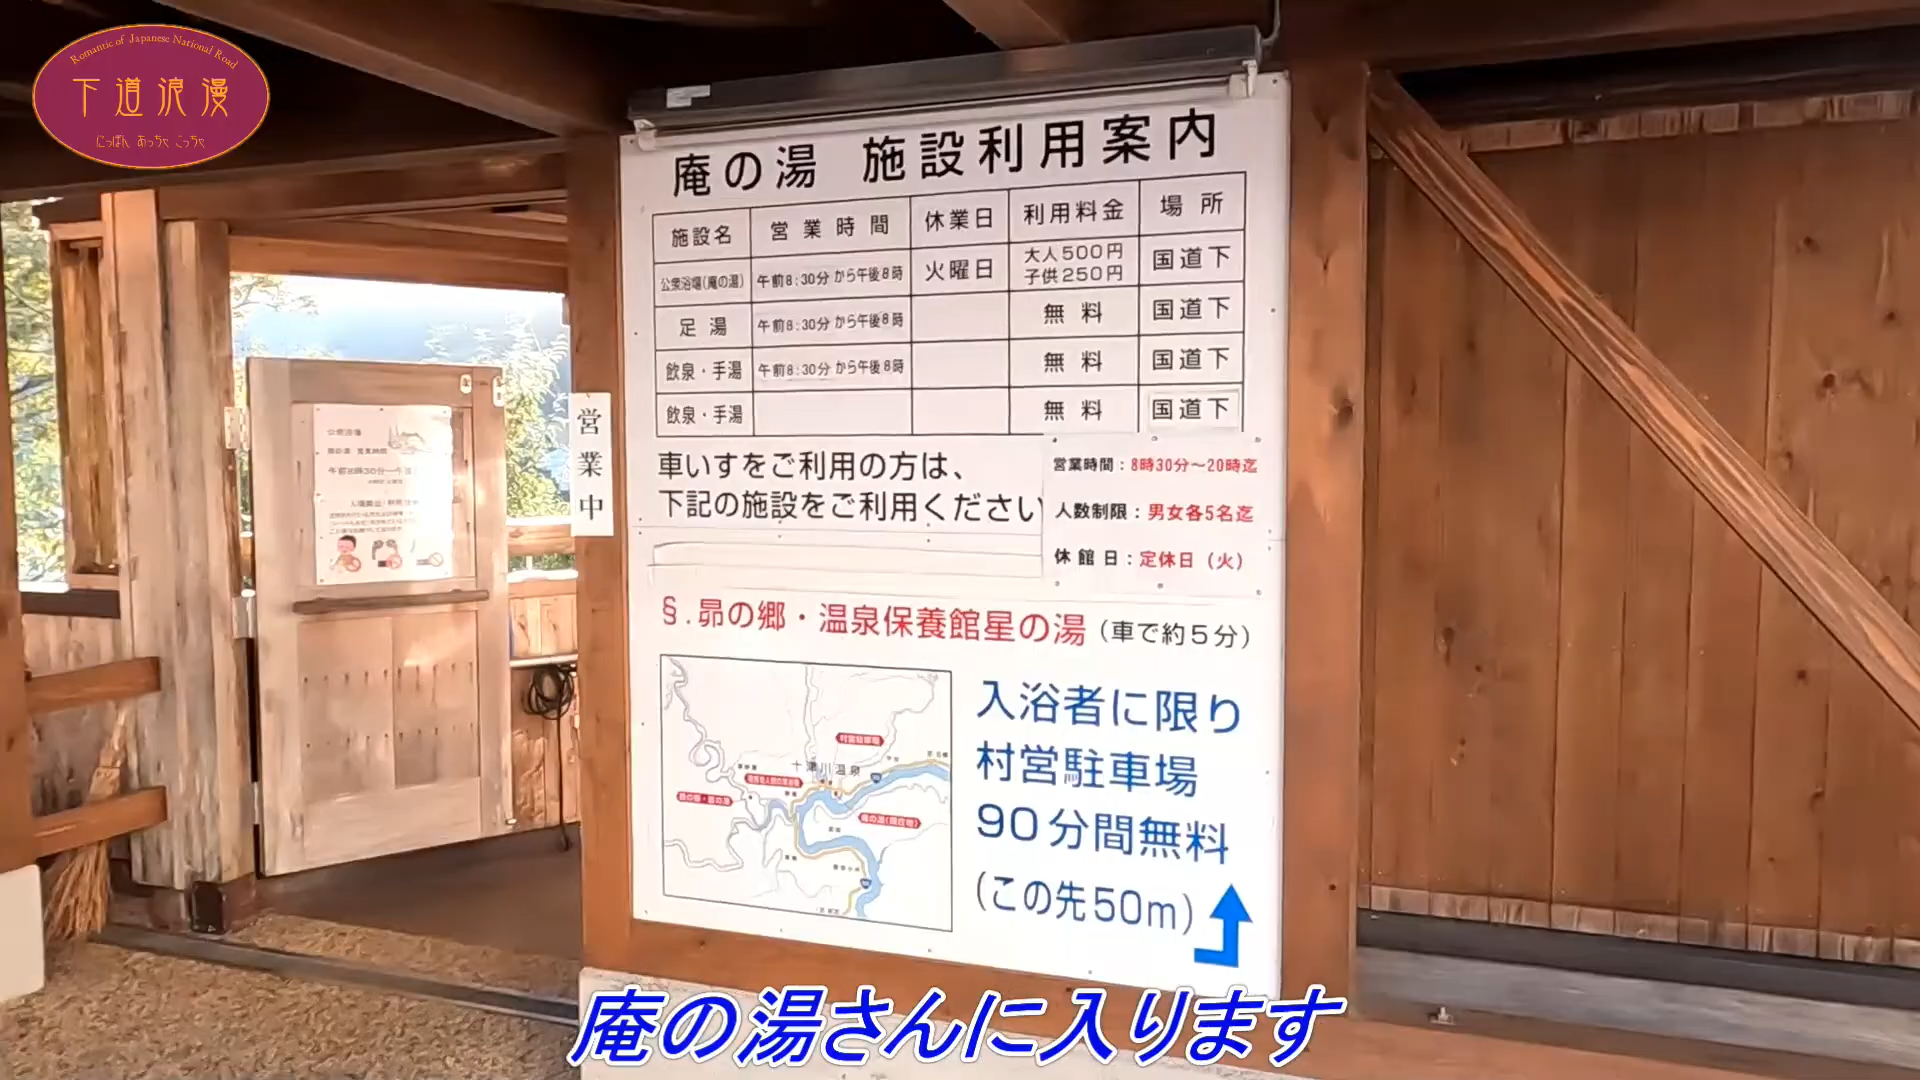 Romantic of Japanese National Road
下道浪漫
にっぽん あっちゃ こっちゃ
庵の湯 施設利用案内
施設名 営業時間 休業日 利用料金 場所
公衆浴場(庵の湯) 午前8:30分から午後8時 火曜日 大人500円 子供250円 国道下
足湯 午前8:30分から午後8時 無料 国道下
飲泉・手湯 午前8:30分から午後8時 無料 国道下
飲泉・手湯 無料 国道下
営業中
車いすをご利用の方は、
下記の施設をご利用ください
営業時間：8時30分～20時迄
人数制限：男女各5名迄
休館日：定休日（火）
§.昴の郷・温泉保養館星の湯（車で約5分）
十津川温泉
入浴者に限り
村営駐車場
90分間無料
(この先50m)
公衆浴場
庵の湯さんに入ります